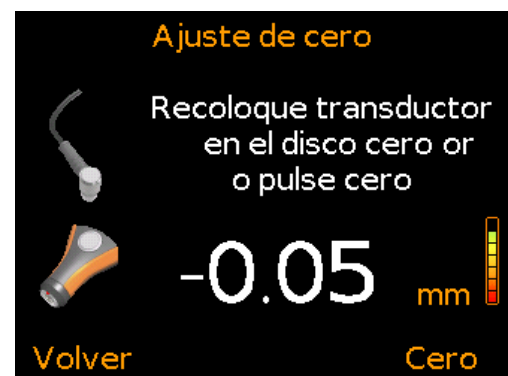 Ajuste de cero
Recoloque transductor
en el disco cero or
o pulse cero
-0.05 mm
Volver Cero